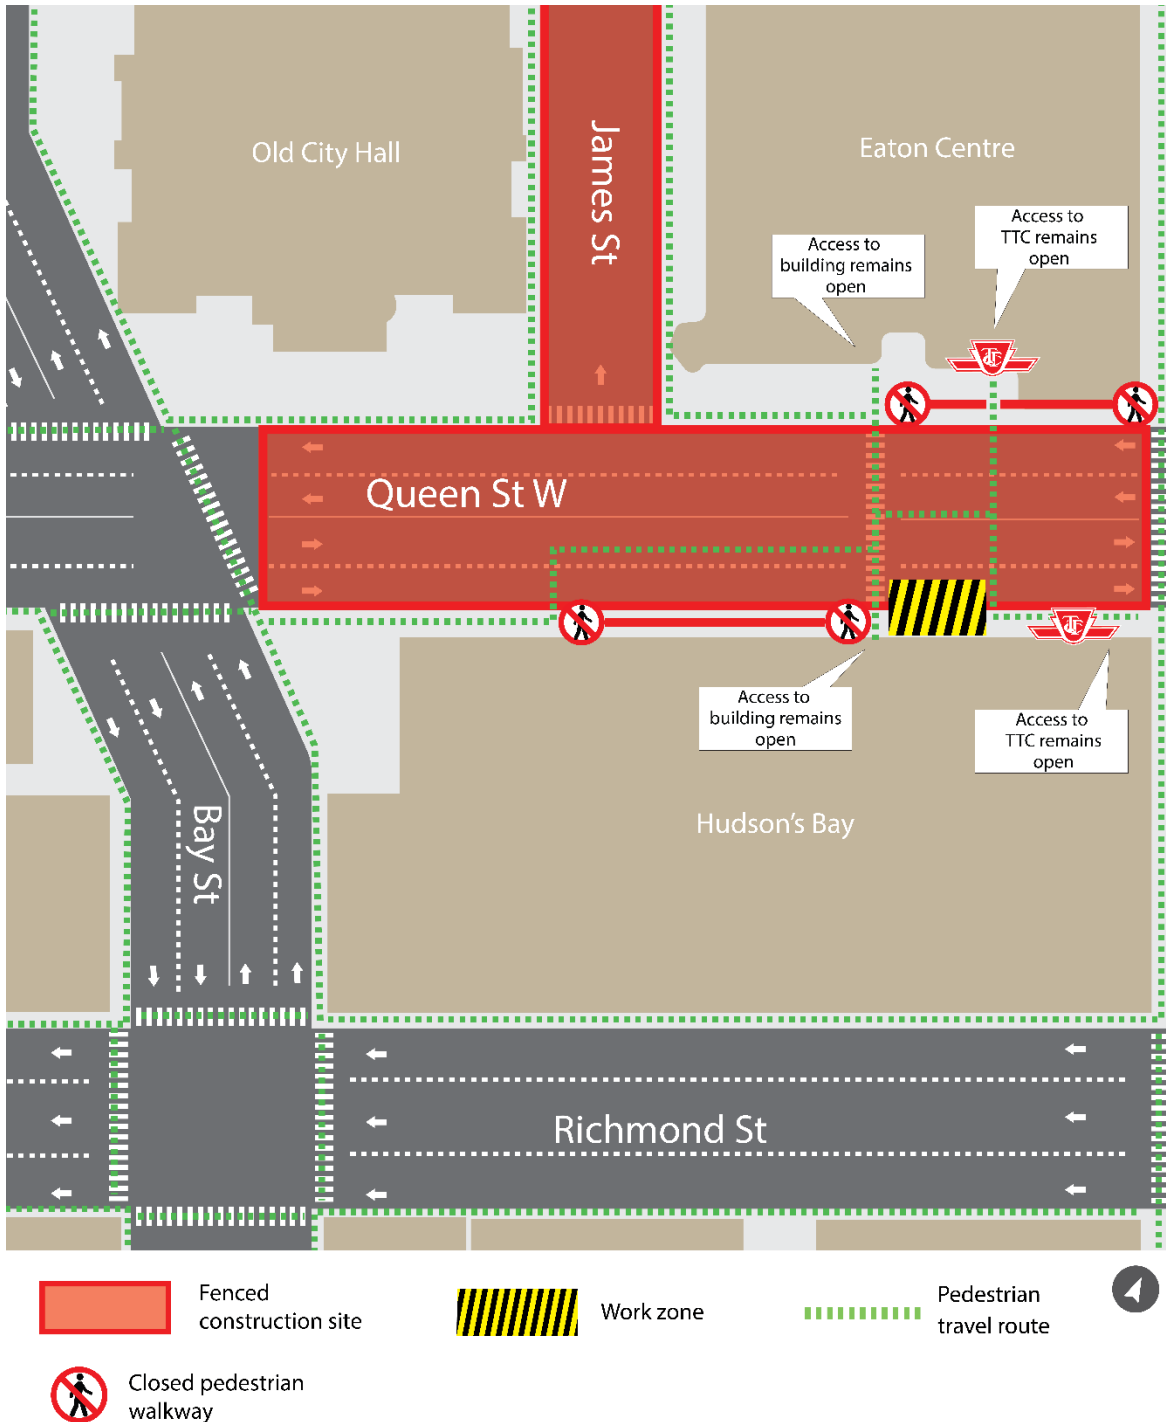 Old City Hall
James St
Eaton Centre
Access to
TTC remains
open
Access to
building remains
open
Queen St W
Access to
building remains
open
Access to
TTC remains
open
Bay St
Hudson's Bay
Richmond St
Fenced
construction site
Work zone
Pedestrian
travel route
Closed pedestrian
walkway